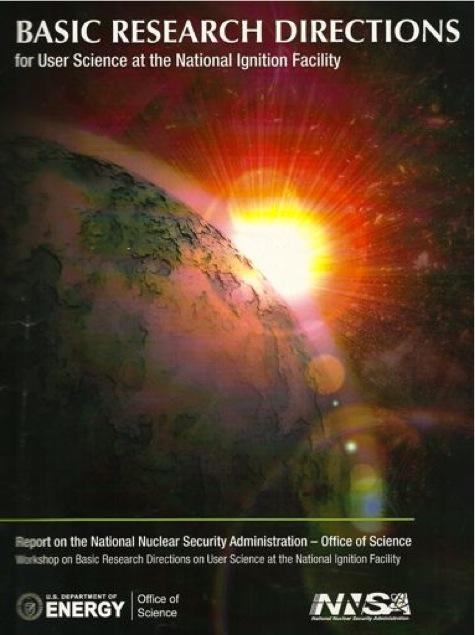 BASIC RESEARCH DIRECTIONS
for User Science at the National Ignition Facility
Report on the National Nuclear Security Administration – Office of Science
Workshop on Basic Research Directions on User Science at the National Ignition Facility
U.S. DEPARTMENT OF
ENERGY
Office of
Science
NNSA
National Nuclear Security Administration